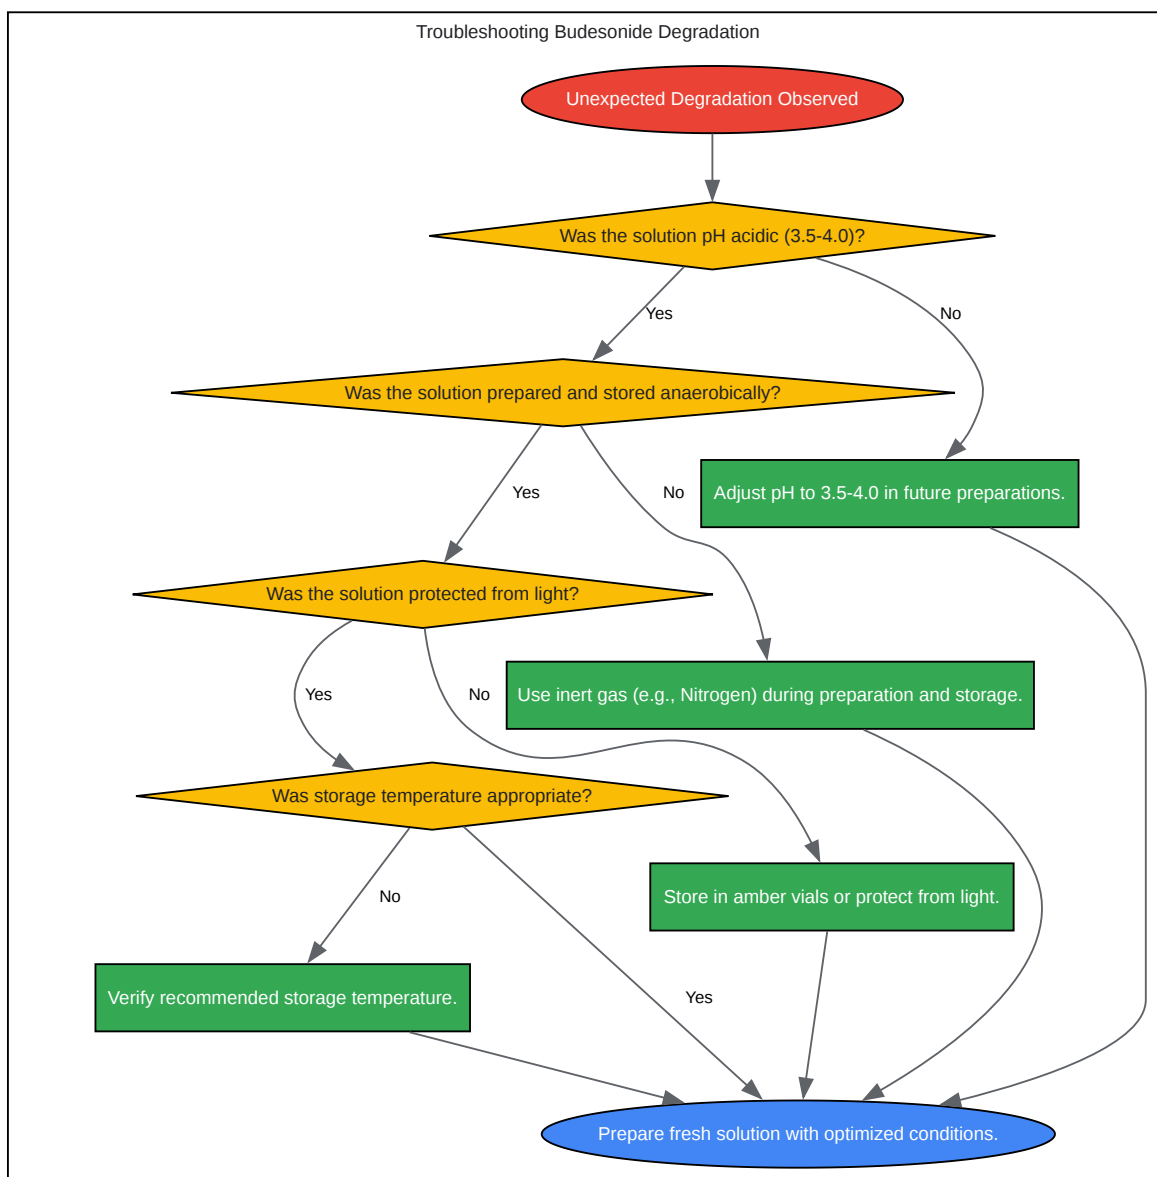 Troubleshooting Budesonide Degradation
Unexpected Degradation Observed
Was the solution pH acidic (3.5-4.0)?
Yes
No
Was the solution prepared and stored anaerobically?
Yes
No
Adjust pH to 3.5-4.0 in future preparations.
Was the solution protected from light?
Yes
No
Use inert gas (e.g., Nitrogen) during preparation and storage.
Was storage temperature appropriate?
No
Store in amber vials or protect from light.
Verify recommended storage temperature.
Yes
Prepare fresh solution with optimized conditions.